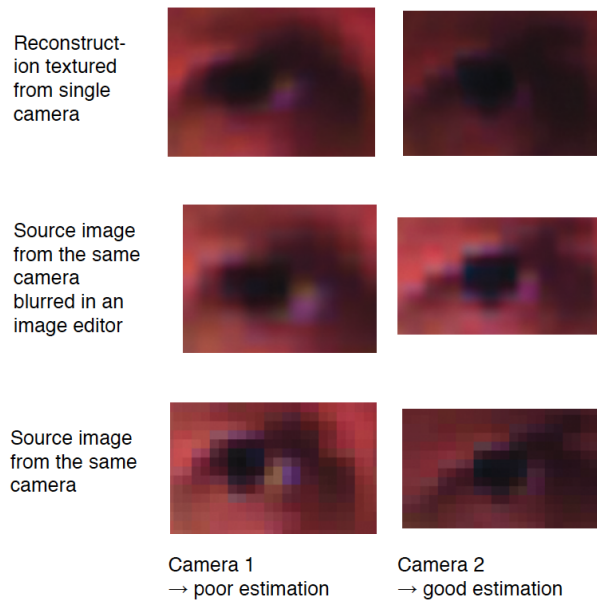 Reconstruct-
ion textured
from single
camera
Source image
from the same
camera
blurred in an
image editor
Source image
from the same
camera
Camera 1
→ poor estimation
Camera 2
→ good estimation